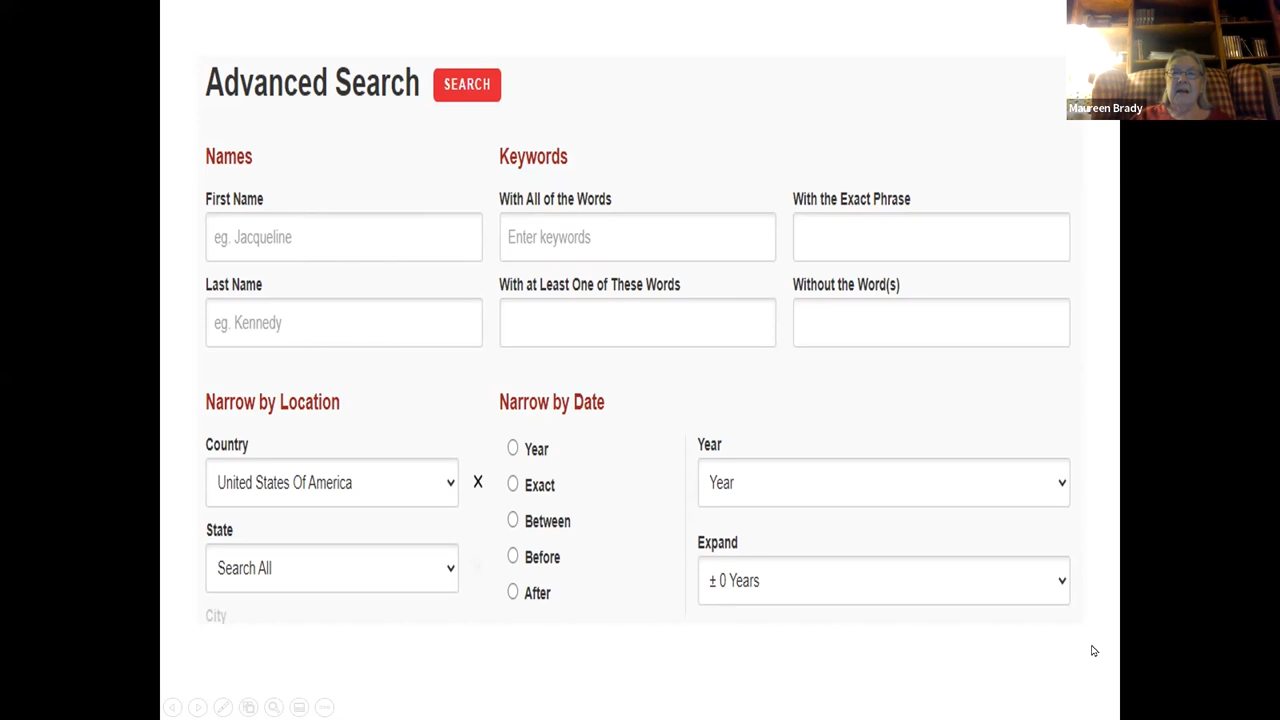 Advanced Search SEARCH
Maureen Brady
Names Keywords
First Name With All of the Words With the Exact Phrase
eg. Jacqueline Enter keywords
Last Name With at Least One of These Words Without the Word(s)
eg. Kennedy
Narrow by Location Narrow by Date
Country Year Year
United States Of America X Exact Year
State Between
Before Expand
Search All ± 0 Years
After
City